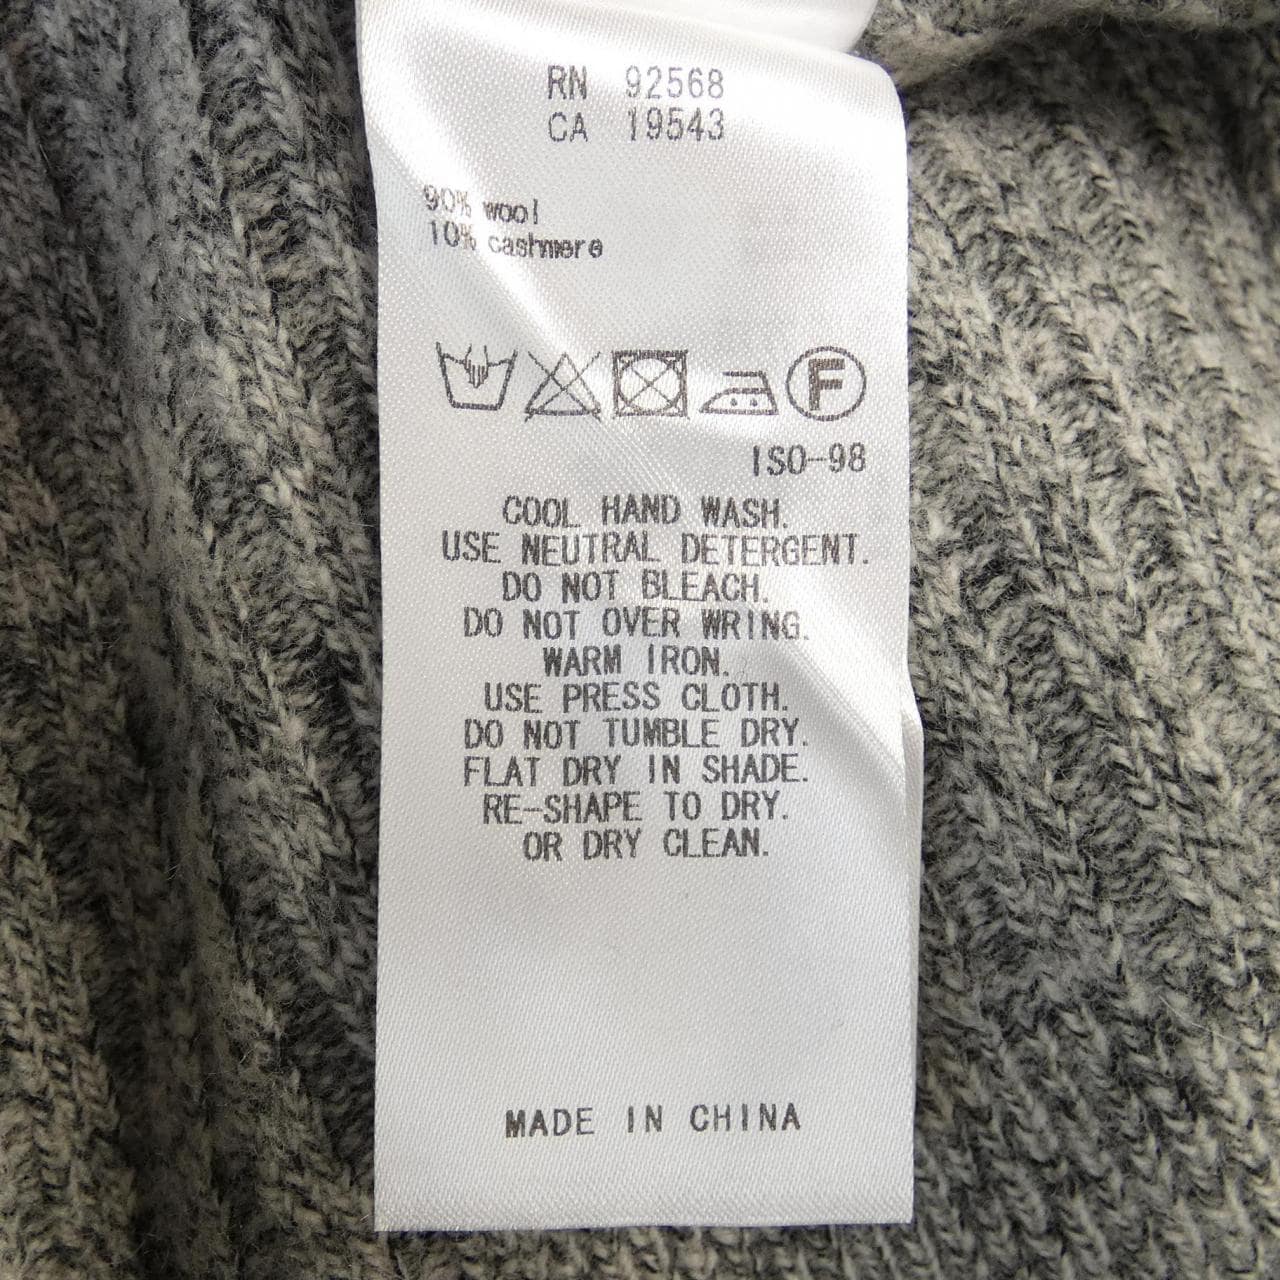 RN 92568
CA 19543
90% wool
10% cashmere
F
ISO-98
COOL HAND WASH.
USE NEUTRAL DETERGENT.
DO NOT BLEACH.
DO NOT OVER WRING.
WARM IRON.
USE PRESS CLOTH.
DO NOT TUMBLE DRY.
FLAT DRY IN SHADE.
RE-SHAPE TO DRY.
OR DRY CLEAN.
MADE IN CHINA